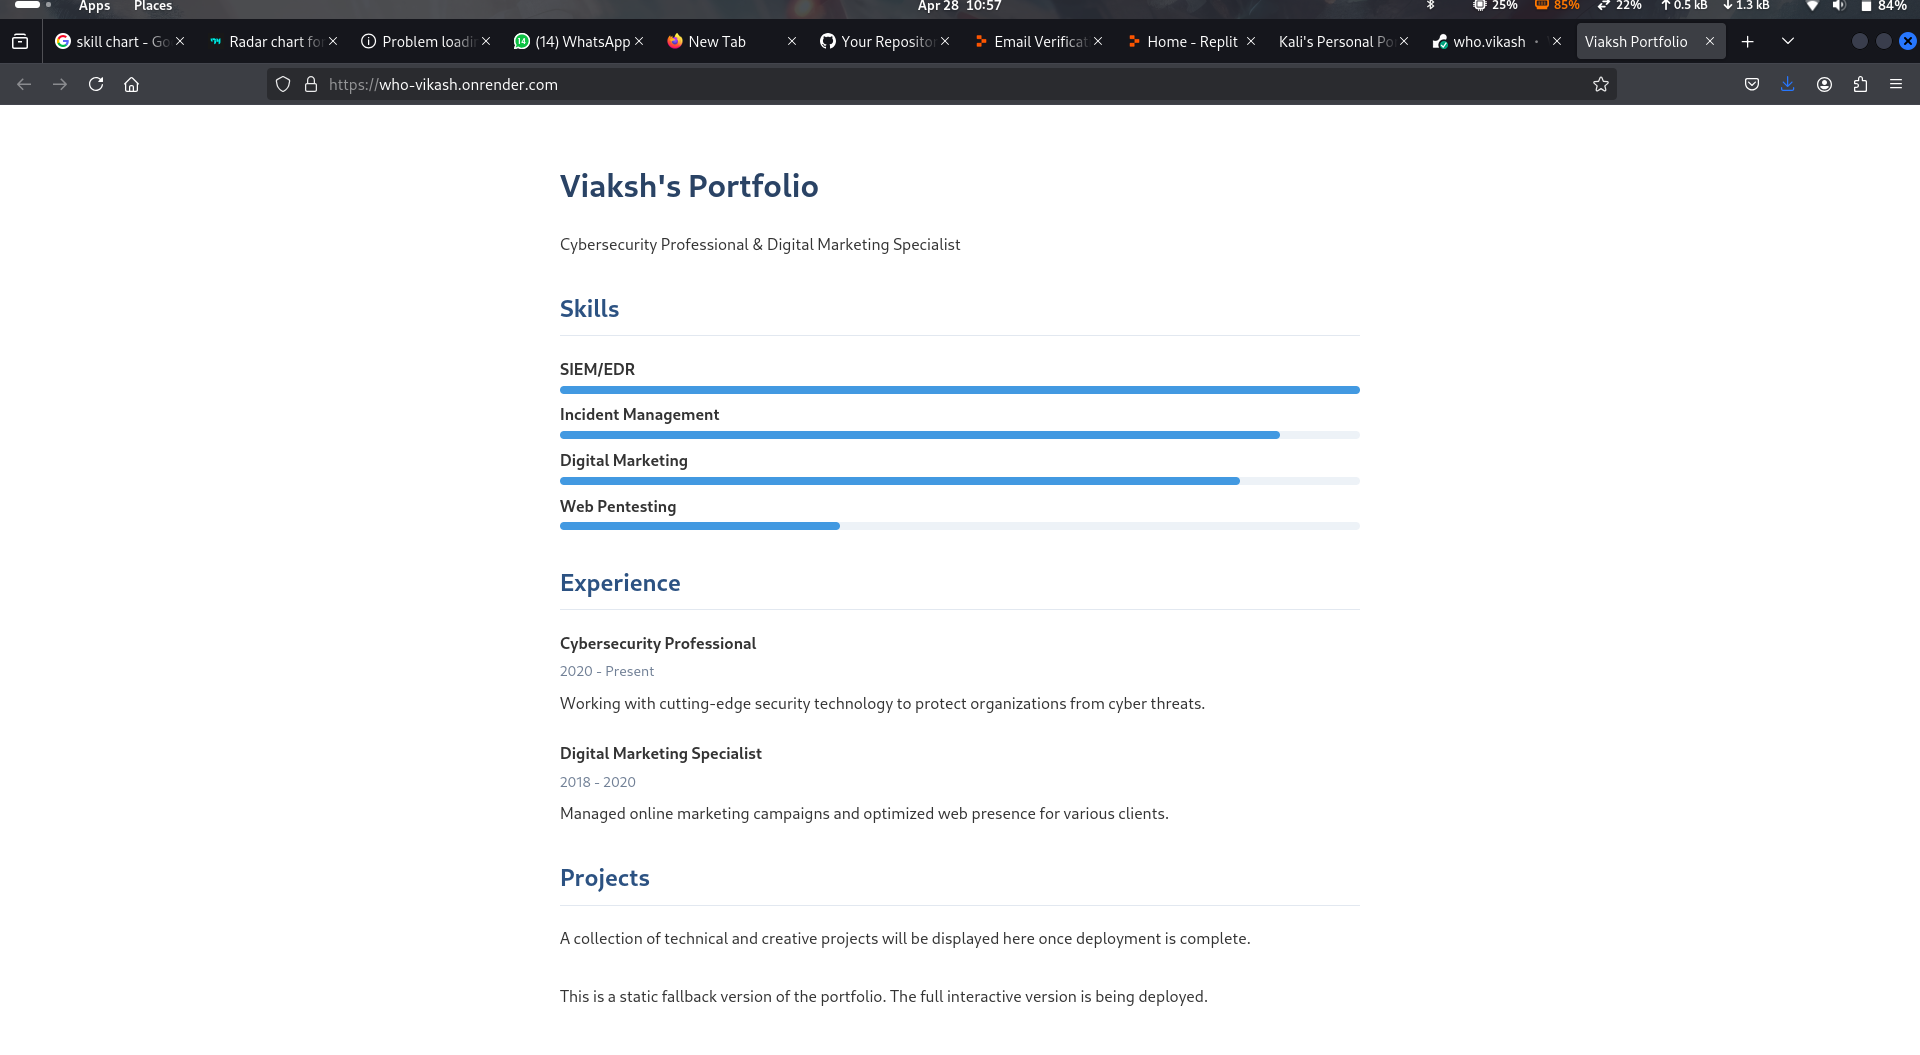 Apps Places Apr 28 10:57 25% 85% 22% 0.5 kB 1.3 kB 84%
skill chart - Go Radar chart fo Problem loadi (14) WhatsApp New Tab Your Reposito Email Verificat Home - Replit Kali's Personal Po who.vikash · Viaksh Portfolio
https://who-vikash.onrender.com
Viaksh's Portfolio
Cybersecurity Professional & Digital Marketing Specialist
Skills
SIEM/EDR
Incident Management
Digital Marketing
Web Pentesting
Experience
Cybersecurity Professional
2020 - Present
Working with cutting-edge security technology to protect organizations from cyber threats.
Digital Marketing Specialist
2018 - 2020
Managed online marketing campaigns and optimized web presence for various clients.
Projects
A collection of technical and creative projects will be displayed here once deployment is complete.
This is a static fallback version of the portfolio. The full interactive version is being deployed.